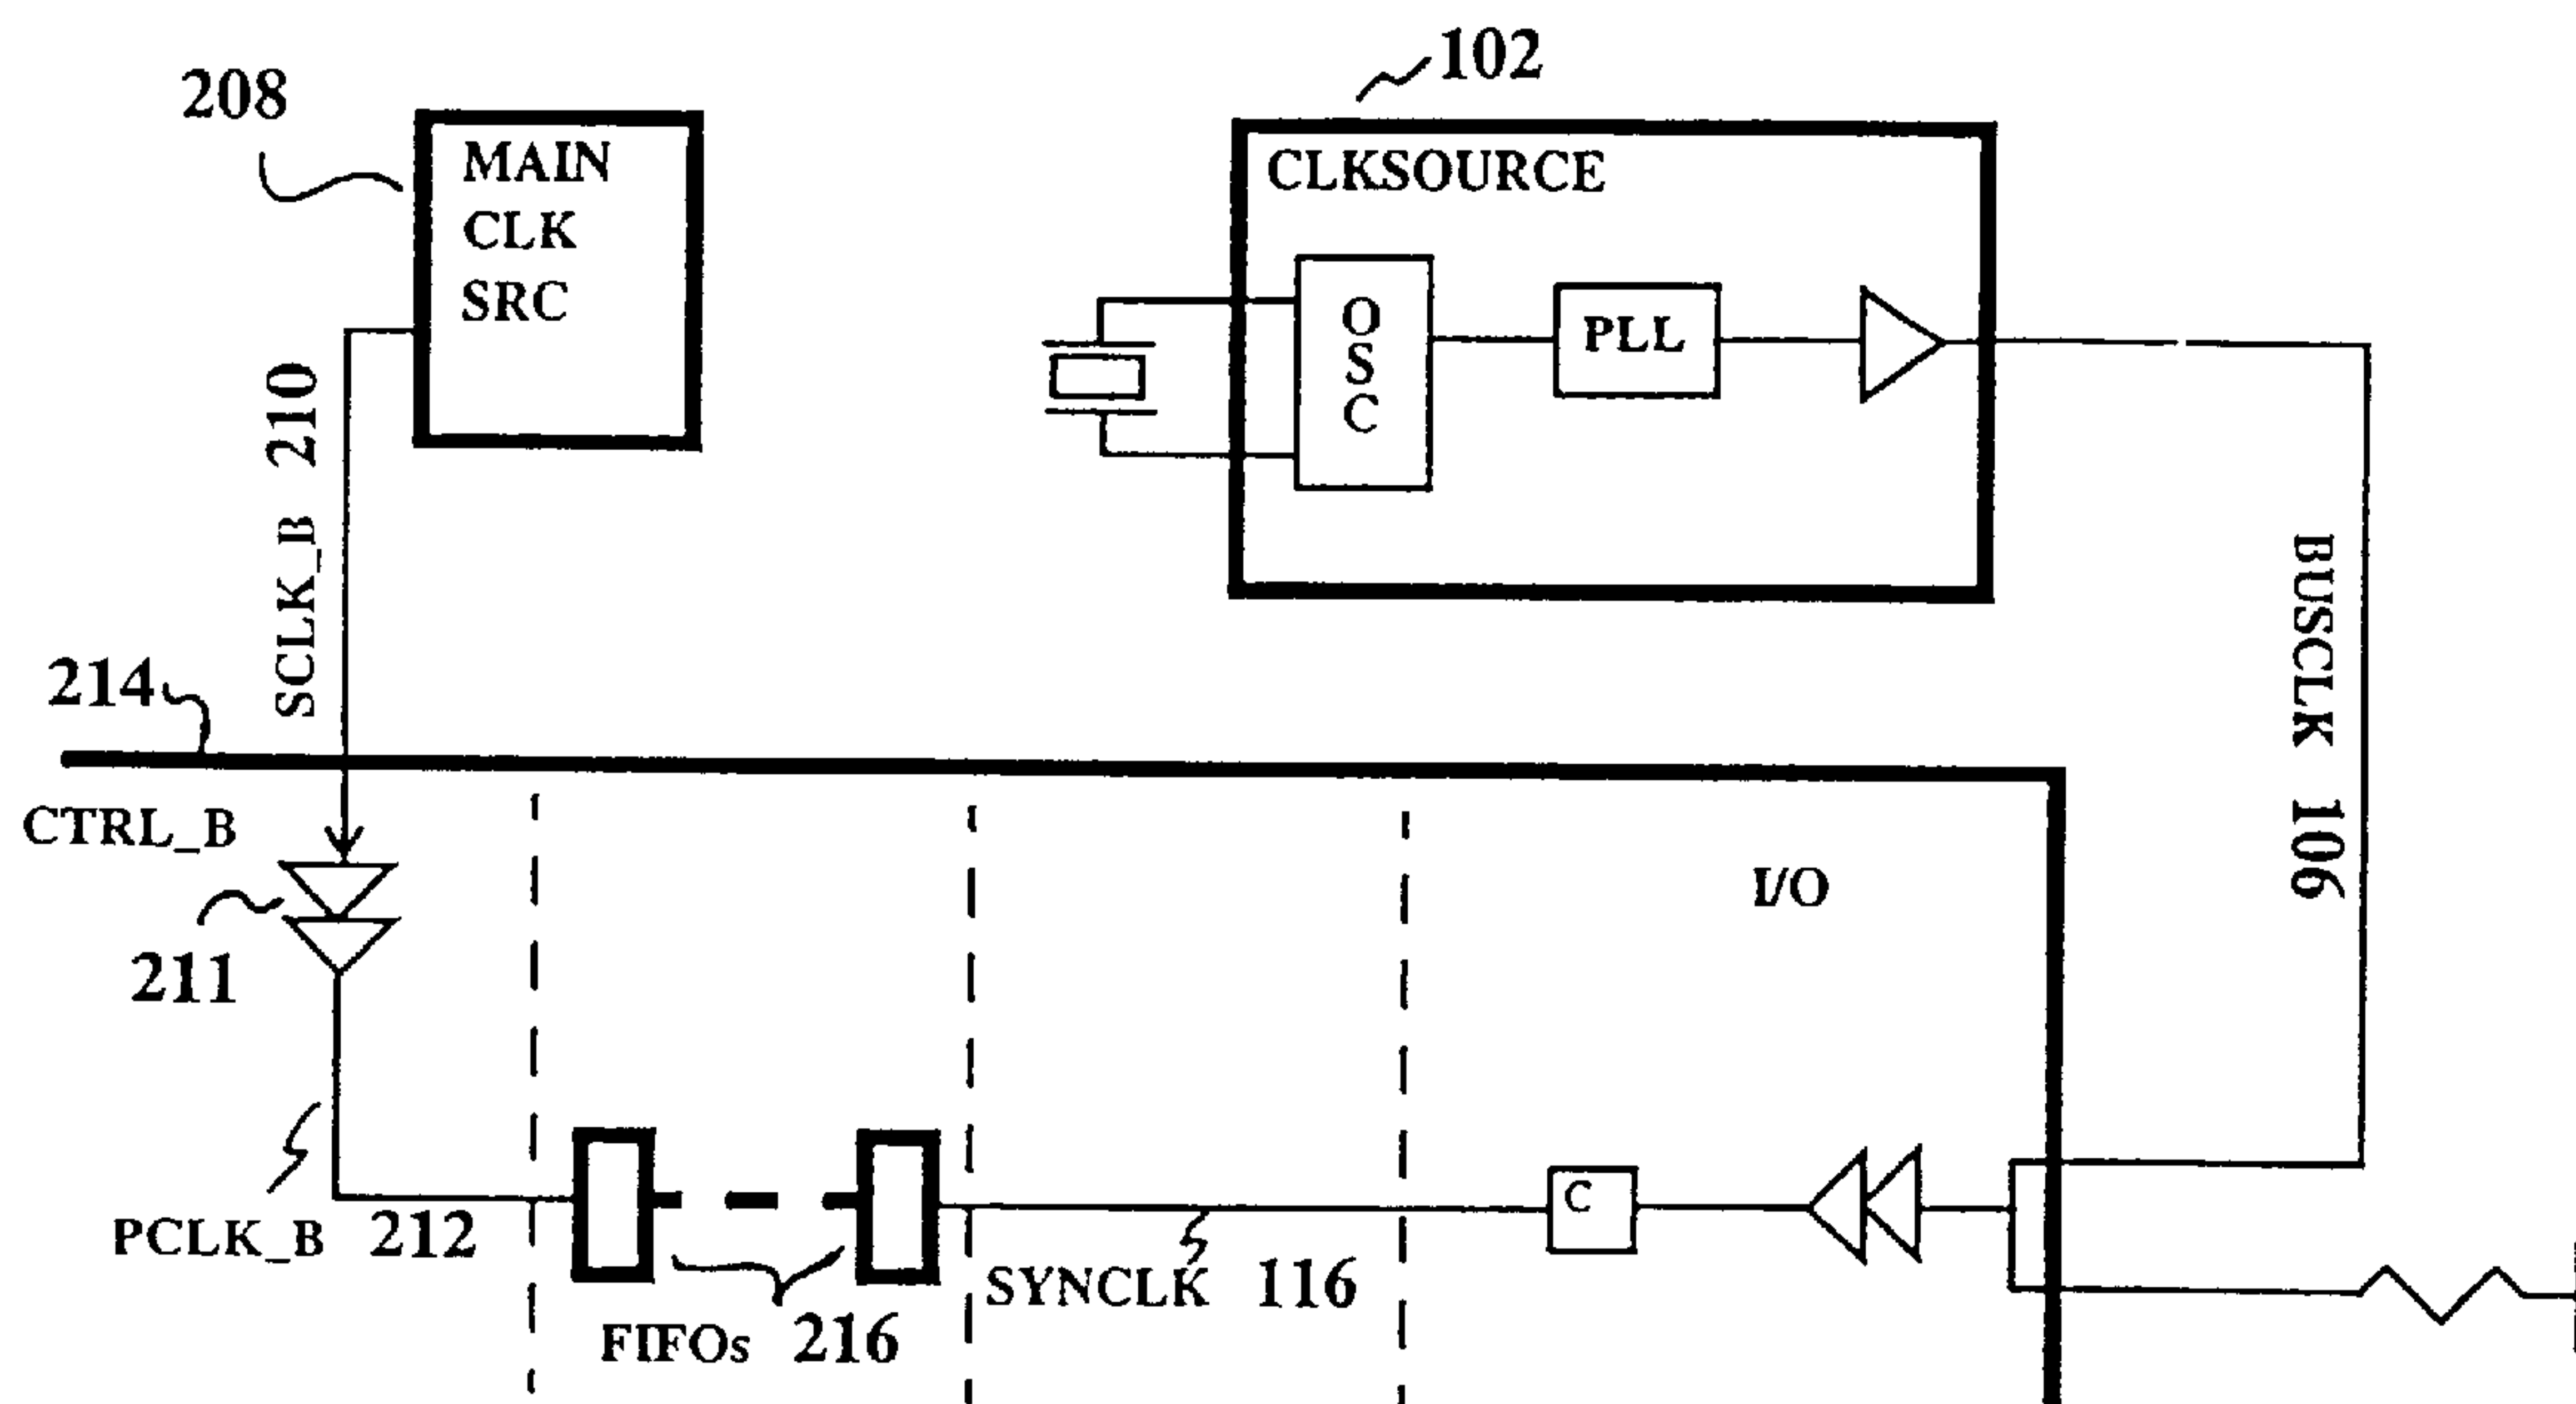 102
208
MAIN
CLK
SRC
CLKSOURCE
O
S
C
PLL
SCLK_B 210
BUSCLK 106
214
CTRL_B
I/O
211
C
PCLK_B 212
SYNCLK 116
FIFOs 216